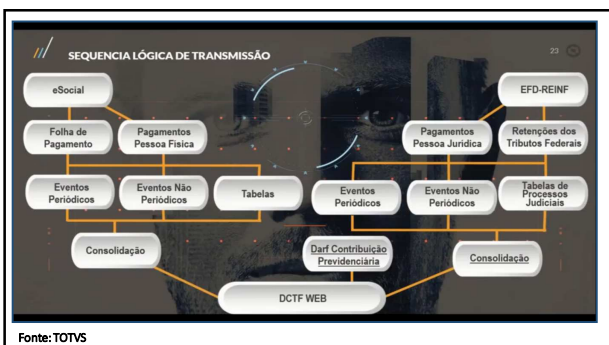 SEQUENCIA LÓGICA DE TRANSMISSÃO
23
eSocial
EFD-REINF
Folha de
Pagamento
Pagamentos
Pessoa Física
Pagamentos
Pessoa Juridica
Retenções dos
Tributos Federais
Eventos
Periódicos
Eventos Não
Periódicos
Tabelas
Eventos
Periódicos
Eventos Não
Periódicos
Tabelas de
Processos
Judiciais
Consolidação
Darf Contribuição
Previdenciária
Consolidação
DCTF WEB
Fonte: TOTVS